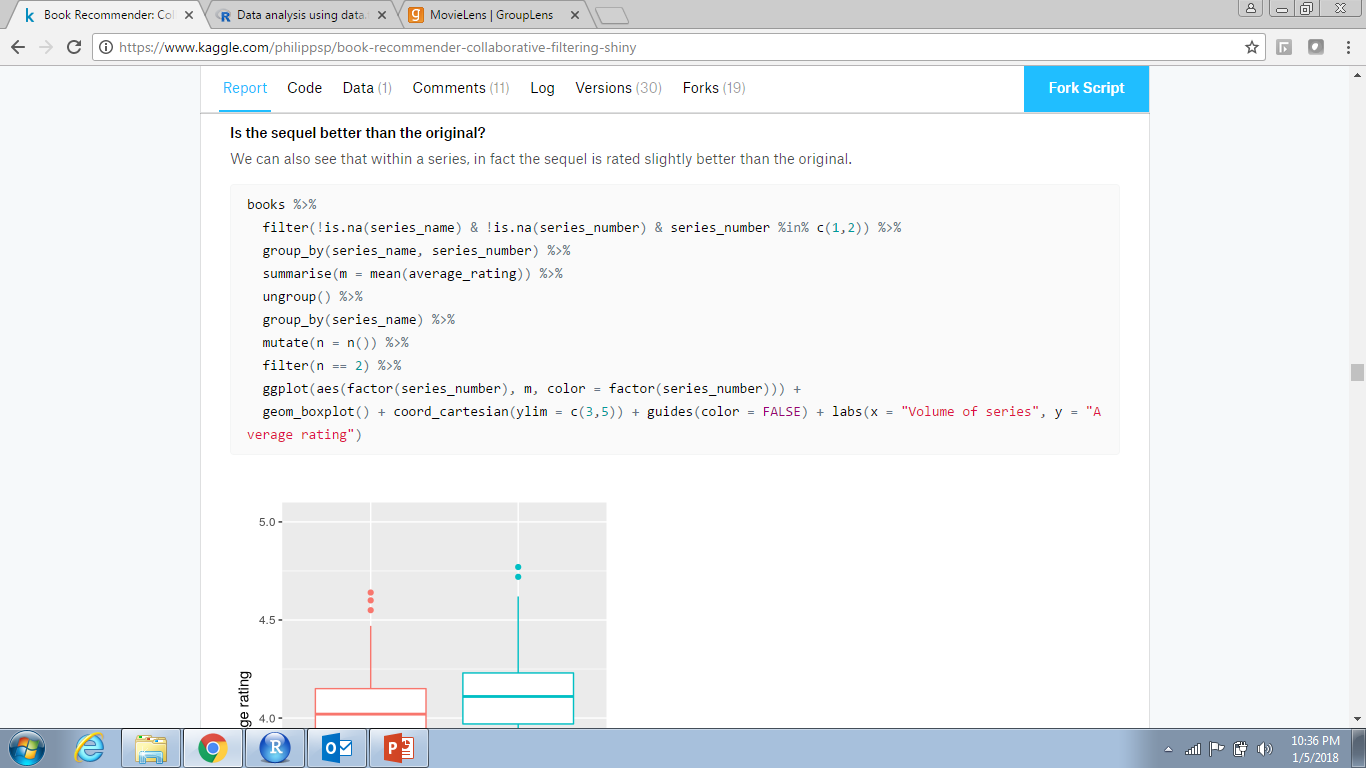 Book Recommender: Co
Data analysis using data.
MovieLens | GroupLens
https://www.kaggle.com/philippsp/book-recommender-collaborative-filtering-shiny
Report Code Data (1) Comments (11) Log Versions (30) Forks (19) Fork Script
Is the sequel better than the original?
We can also see that within a series, in fact the sequel is rated slightly better than the original.
books %>%
filter(!is.na(series_name) & !is.na(series_number) & series_number %in% c(1,2)) %>%
group_by(series_name, series_number) %>%
summarise(m = mean(average_rating)) %>%
ungroup() %>%
group_by(series_name) %>%
mutate(n = n()) %>%
filter(n == 2) %>%
ggplot(aes(factor(series_number), m, color = factor(series_number))) +
geom_boxplot() + coord_cartesian(ylim = c(3,5)) + guides(color = FALSE) + labs(x = "Volume of series", y = "A
verage rating")
5.0
4.5
4.0
ge rating
10:36 PM
1/5/2018